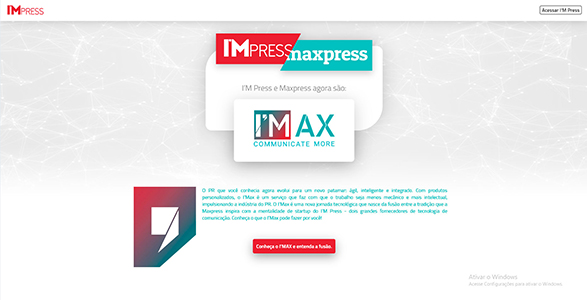 I'MPRESS
Acessar I'M Press
I'MPRESS maxpress
I'M Press e Maxpress agora são:
I'M AX
COMMUNICATE MORE
O PR que você conhecia agora evolui para um novo patamar: ágil, inteligente e integrado. Com produtos
personalizados, o I'Max é um serviço que faz com que o trabalho seja menos mecânico e mais intelectual,
impulsionando a indústria do PR. O I'Max é uma nova jornada tecnológica que nasce da fusão entre a tradição que a
Maxpress inspira com a mentalidade de startup do I'M Press - dois grandes fornecedores de tecnologia de
comunicação. Conheça o que o I'Max pode fazer por você!
Conheça o I'MAX e entenda a fusão.
Ativar o Windows
Acesse Configurações para ativar o Windows.